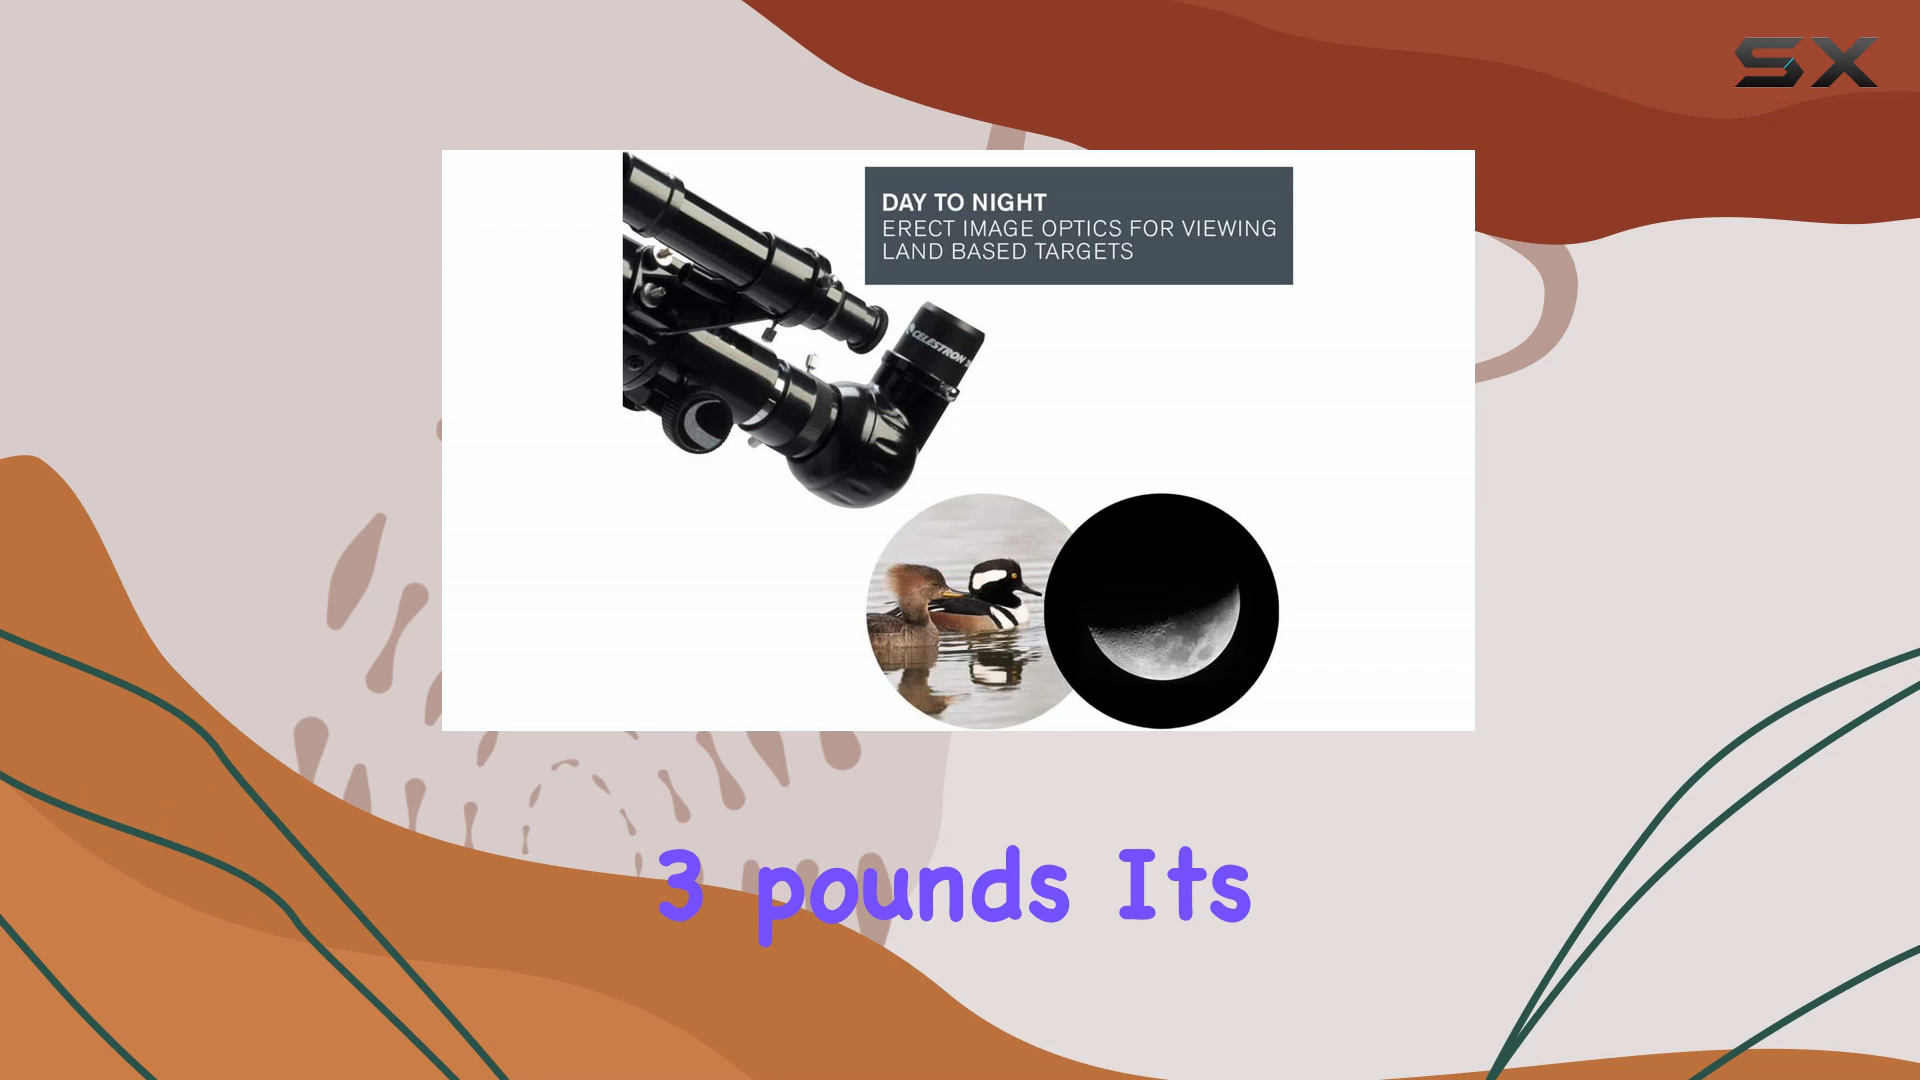 SX
DAY TO NIGHT
ERECT IMAGE OPTICS FOR VIEWING
LAND BASED TARGETS
CELESTRON
3 pounds Its